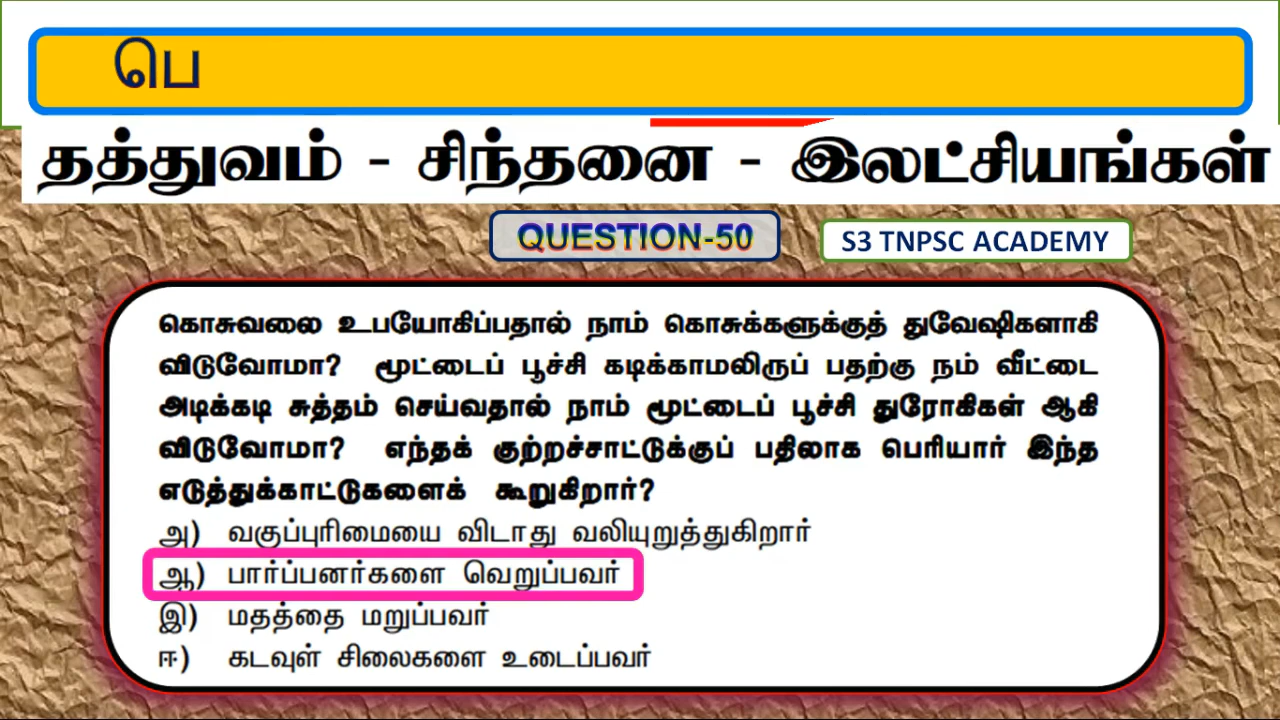 பெ
தத்துவம் - சிந்தனை - இலட்சியங்கள்
QUESTION-50
S3 TNPSC ACADEMY
கொசுவலை உபயோகிப்பதால் நாம் கொசுக்களுக்குத் துவேஷிகளாகி
விடுவோமா? மூட்டைப் பூச்சி கடிக்காமலிருப் பதற்கு நம் வீட்டை
அடிக்கடி சுத்தம் செய்வதால் நாம் மூட்டைப் பூச்சி துரோகிகள் ஆகி
விடுவோமா? எந்தக் குற்றச்சாட்டுக்குப் பதிலாக பெரியார் இந்த
எடுத்துக்காட்டுகளைக் கூறுகிறார்?
அ) வகுப்புரிமையை விடாது வலியுறுத்துகிறார்
ஆ) பார்ப்பனர்களை வெறுப்பவர்
இ) மதத்தை மறுப்பவர்
ஈ) கடவுள் சிலைகளை உடைப்பவர்